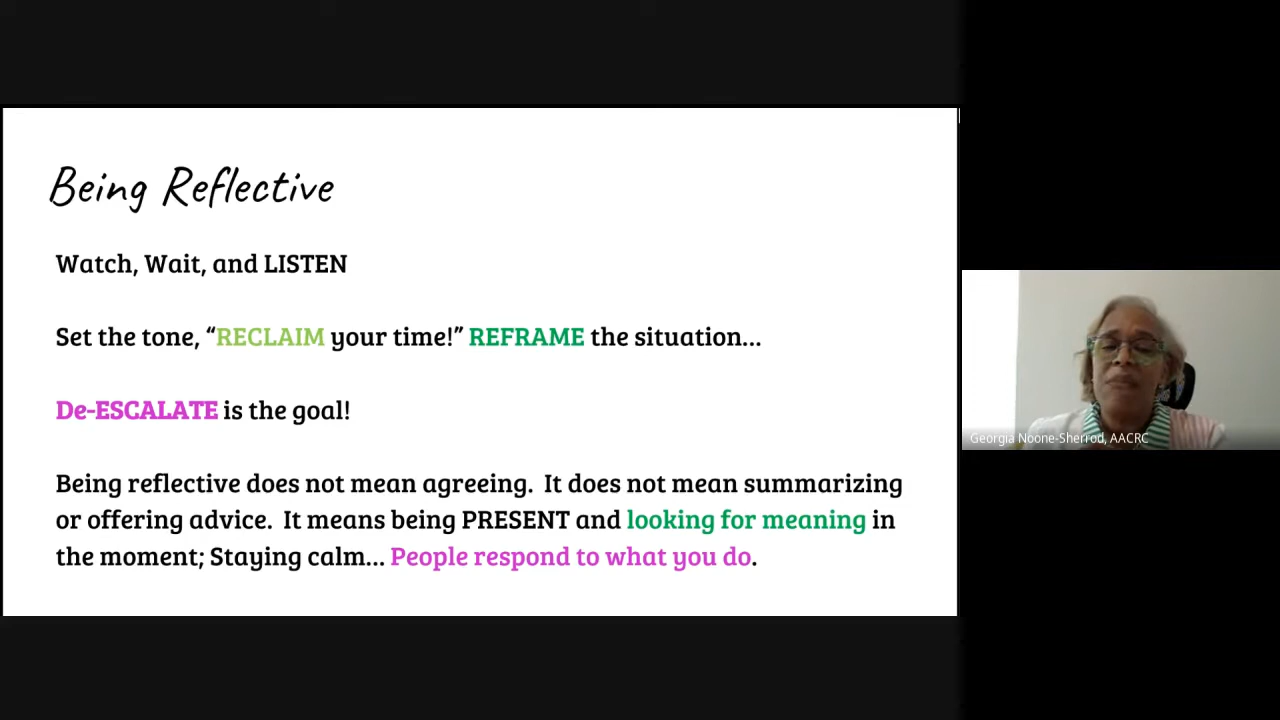 Being Reflective
Watch, Wait, and LISTEN
Set the tone, “RECLAIM your time!” REFRAME the situation...
De-ESCALATE is the goal!
Being reflective does not mean agreeing.  It does not mean summarizing
or offering advice.  It means being PRESENT and looking for meaning in
the moment; Staying calm... People respond to what you do.
Georgia Noone-Sherrod, AACRC